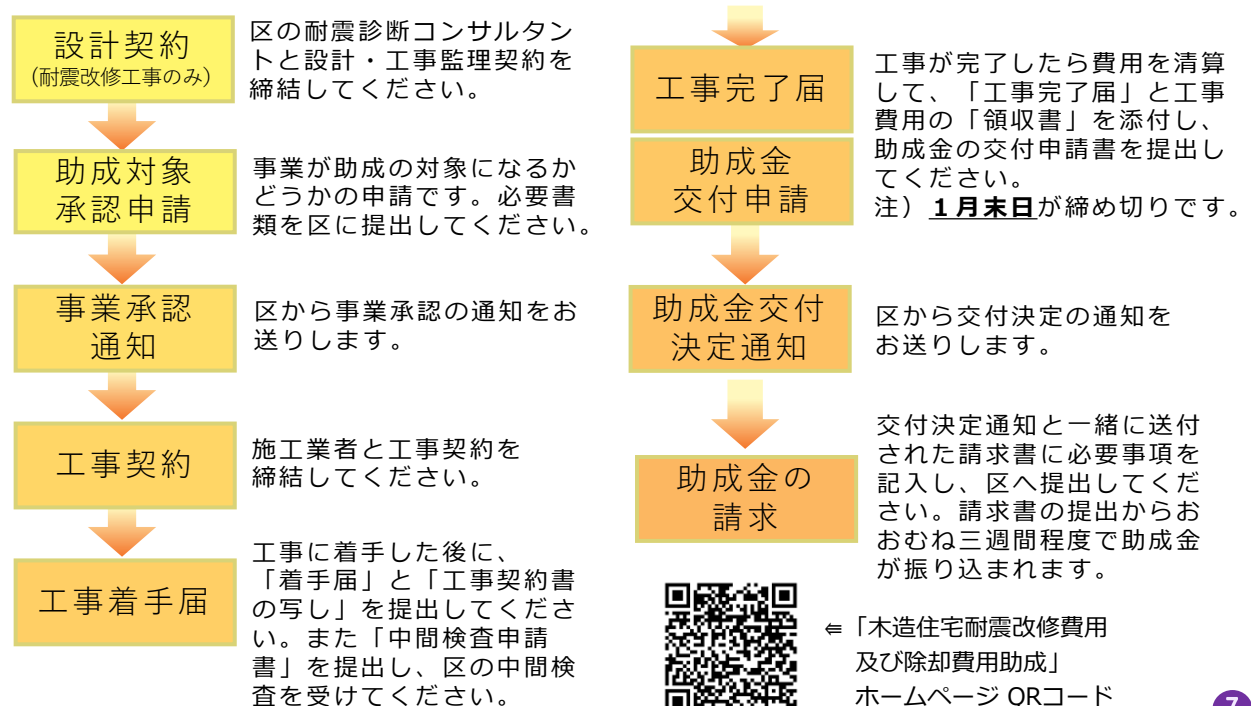 設計契約
(耐震改修工事のみ)
区の耐震診断コンサルタン
トと設計・工事監理契約を
締結してください。
助成対象
承認申請
事業が助成の対象になるか
どうかの申請です。必要書
類を区に提出してください。
事業承認
通知
区から事業承認の通知をお
送りします。
工事契約
施工業者と工事契約を
締結してください。
工事着手届
工事に着手した後に、
「着手届」と「工事契約書
の写し」を提出してくださ
い。また「中間検査申請
書」を提出し、区の中間検
査を受けてください。
工事完了届
助成金
交付申請
工事が完了したら費用を清算
して、「工事完了届」と工事
費用の「領収書」を添付し、
助成金の交付申請書を提出し
てください。
注）１月末日が締め切りです。
助成金交付
決定通知
区から交付決定の通知を
お送りします。
助成金の
請求
交付決定通知と一緒に送付
された請求書に必要事項を
記入し、区へ提出してくだ
さい。請求書の提出からお
おむね三週間程度で助成金
が振り込まれます。
⇚「木造住宅耐震改修費用
及び除却費用助成」
ホームページ QRコード
7